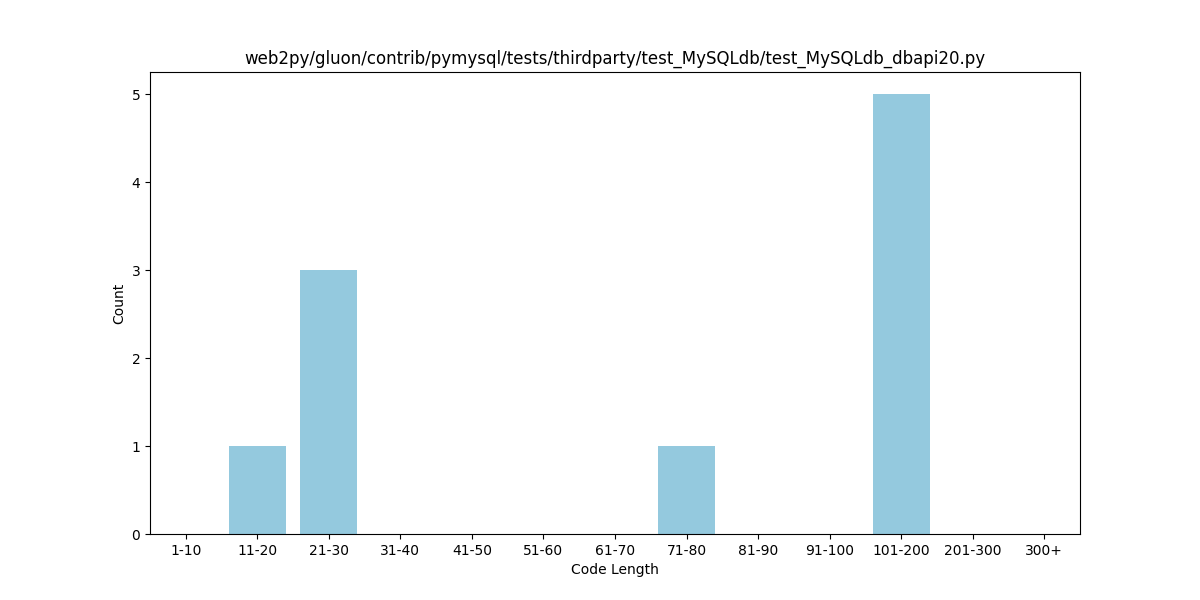 web2py/gluon/contrib/pymysql/tests/thirdparty/test_MySQLdb/test_MySQLdb_dbapi20.py
5
4
3
2
1
0
Count
1-10 11-20 21-30 31-40 41-50 51-60 61-70 71-80 81-90 91-100 101-200 201-300 300+
Code Length